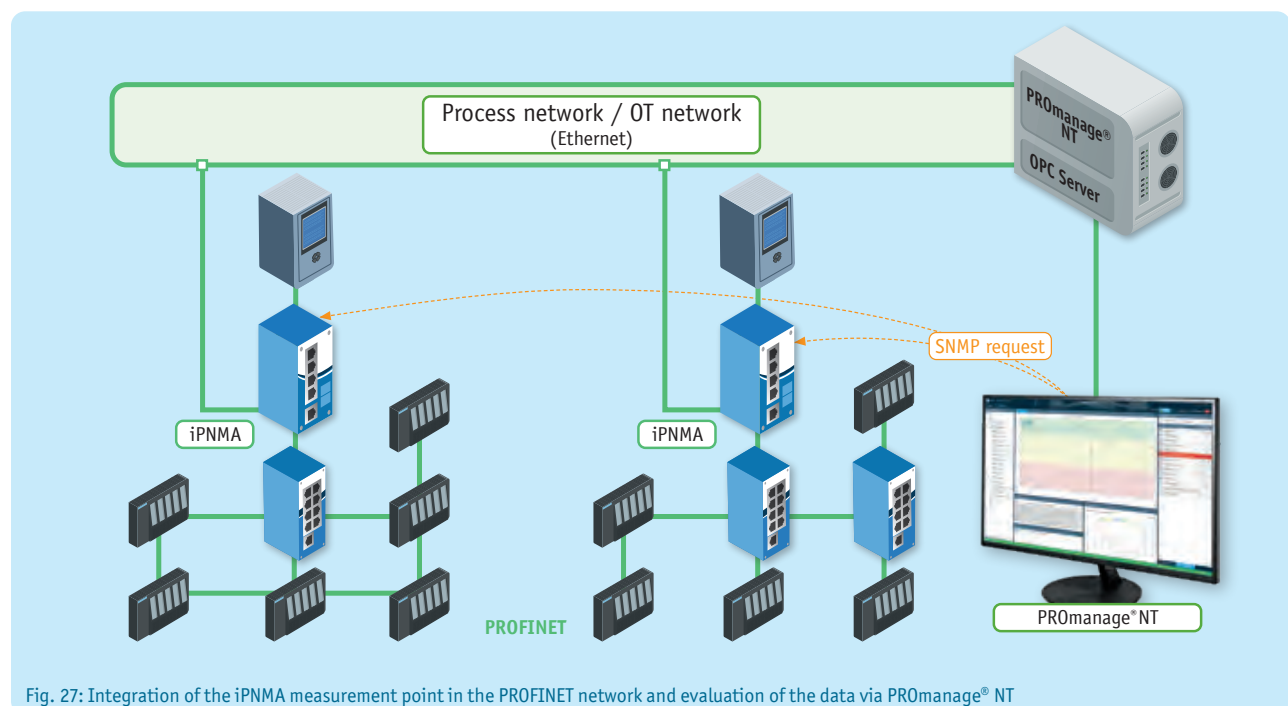 Process network / OT network
(Ethernet)
PROmanage®
NT
OPC Server
SNMP request
iPNMA
iPNMA
PROFINET
PROmanage® NT
Fig. 27: Integration of the iPNMA measurement point in the PROFINET network and evaluation of the data via PROmanage® NT